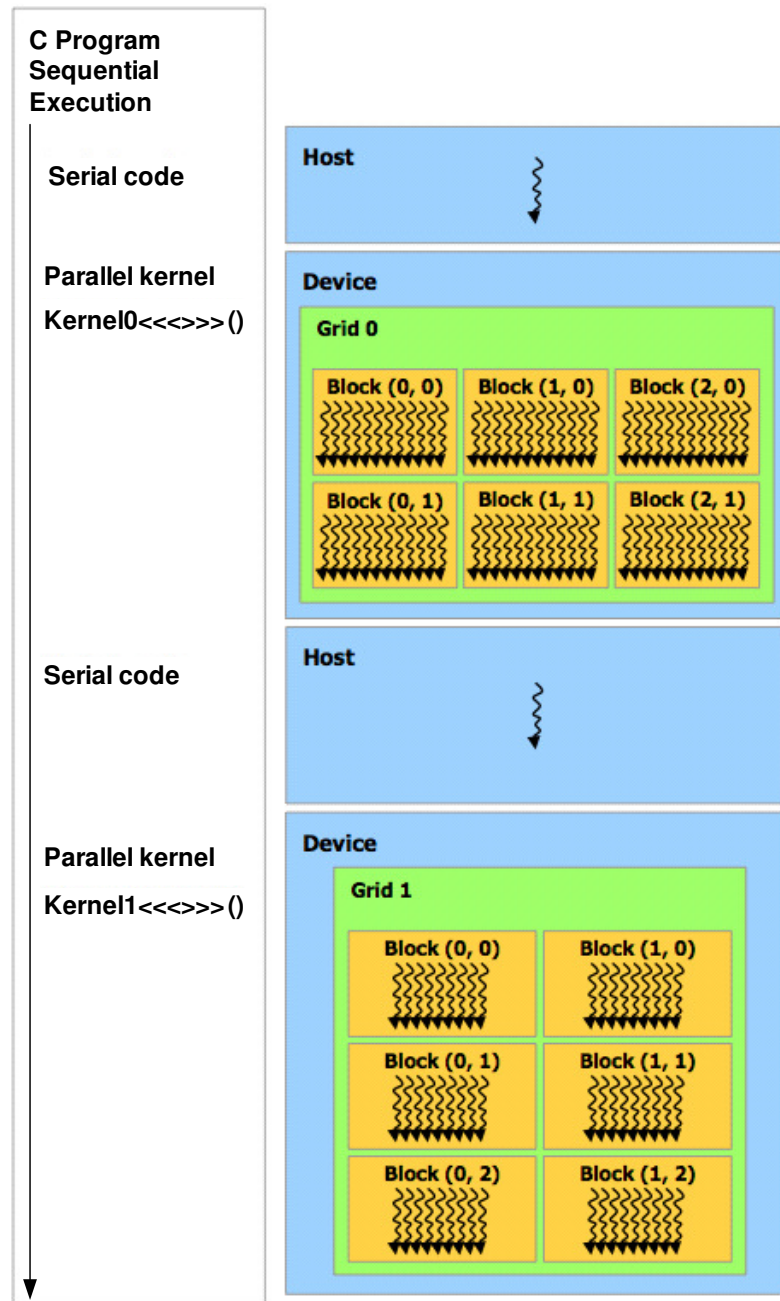 C Program
Sequential
Execution
Serial code
Host
Parallel kernel
Kernel0<<<>>>()
Device
Grid 0
Block (0, 0)
Block (1, 0)
Block (2, 0)
Block (0, 1)
Block (1, 1)
Block (2, 1)
Serial code
Host
Parallel kernel
Kernel1<<<>>>()
Device
Grid 1
Block (0, 0)
Block (1, 0)
Block (0, 1)
Block (1, 1)
Block (0, 2)
Block (1, 2)